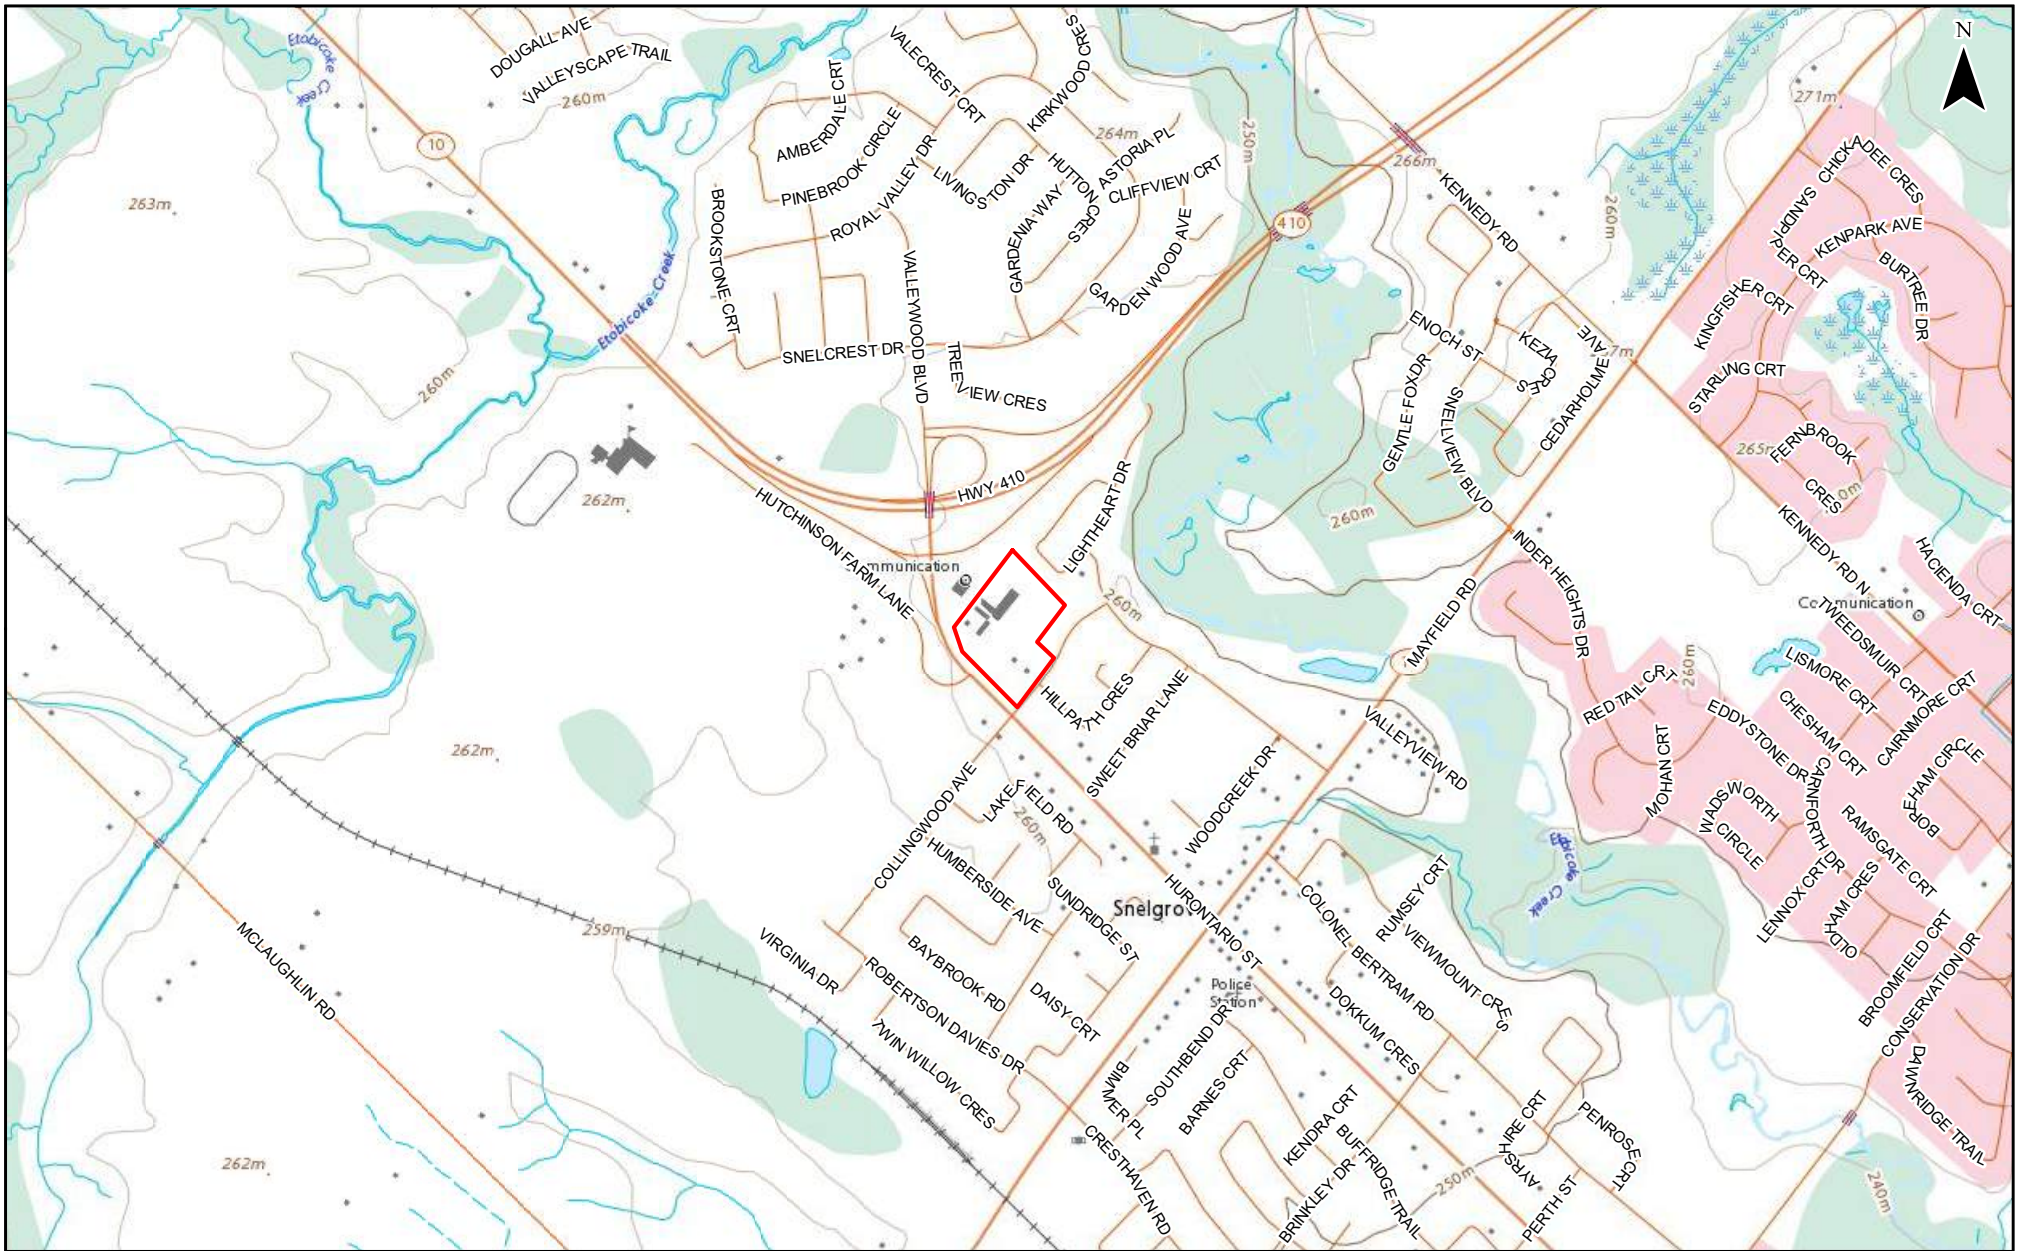 N
Etobicoke Creek
DOUGALL AVE
VALLEYSCAPE TRAIL
260m
10
263m
VALECREST CRT
KIRKWOOD CRES
AMBERDALE CRT
PINEBROOK CIRCLE
ROYAL VALLEY DR
LIVINGSTON DR
HUTTON CRES
264m
ASTORIA PL
CLIFFVIEW CRT
GARDENIA WAY
GARDENWOOD AVE
BROOKSTONE CRT
VALLEYWOOD BLVD
SNELCREST DR
TREEVIEW CRES
Etobicoke Creek
250m
410
266m
KENNEDY RD
260m
271m
CHICKADEE CRES
SANDPIPER CRT
KENPARK AVE
BURTREE DR
KINGFISHER CRT
STARLING CRT
ENOCH ST
KEZIA CRES
CEDARHOLME AVE
GENTLE FOX DR
SNELLVIEW BLVD
265m
FERNBROOK CRES
260m
262m
HUTCHINSON FARM LANE
HWY 410
LIGHTHEART DR
260m
260m
INDER HEIGHTS DR
MAYFIELD RD
KENNEDY RD N
HACIENDA CRT
TWEEDSMUIR CRT
LISMORE CRT
CHESHAM CRT
CAIRNMORE CRT
RED TAIL CRT
260m
EDDYSTONE DR
MOHAN CRT
WADSWORTH CIRCLE
CARNFORTH DR
RAMSGATE CRT
BOREHAM CIRCLE
LENNOX CRT
OLDHAM CRES
BROOMFIELD CRT
CONSERVATION DR
DAWNRIDGE TRAIL
HILLPATH CRES
SWEET BRIAR LANE
VALLEYVIEW RD
WOODCREEK DR
COLLINGWOOD AVE
LAKEFIELD RD
260m
HUMBERSIDE AVE
SUNDRIDGE ST
HURONTARIO ST
Etobicoke Creek
COLONEL BERTRAM RD
RUMSEY CRT
VIEWMOUNT CRES
DOKKUM CRES
Police
Station
262m
259m
MCLAUGHLIN RD
VIRGINIA DR
BAYBROOK RD
ROBERTSON DAVIES DR
DAISY CRT
TWIN WILLOW CRES
BIMMER PL
SOUTHBEND DR
BARNES CRT
KENDRA CRT
BUFFRIDGE TRAIL
BRINKLEY DR
CRESTHAVEN RD
AYRSHIRE CRT
PENROSE CRT
PERTH ST
250m
240m
262m